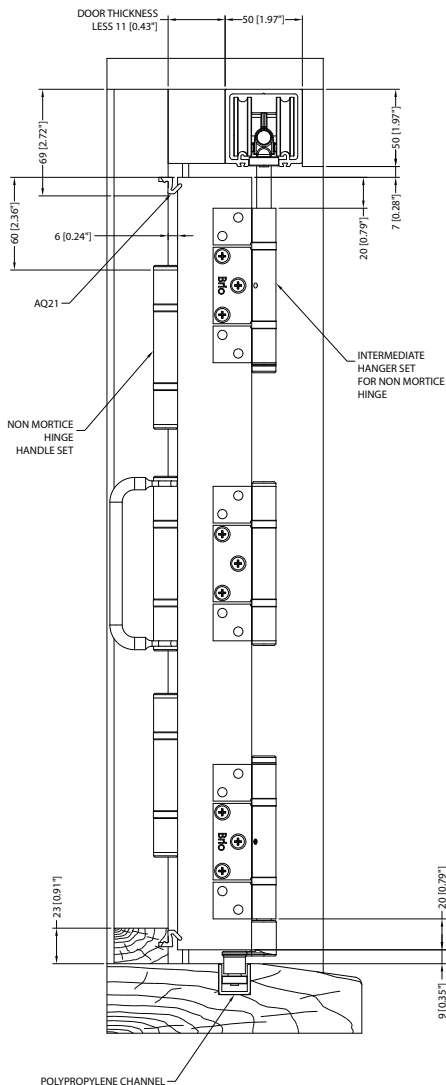 DOOR THICKNESS
LESS 11 [0.43"]
50 [1.97"]
69 [2.72"]
50 [1.97"]
60 [2.36"]
7 [0.28"]
20 [0.79"]
6 [0.24"]
Brio
AQ21
INTERMEDIATE
HANGER SET
FOR NON MORTICE
HINGE
NON MORTICE
HINGE
HANDLE SET
Brio
23 [0.91"]
20 [0.79"]
9 [0.35"]
POLYPROPYLENE CHANNEL